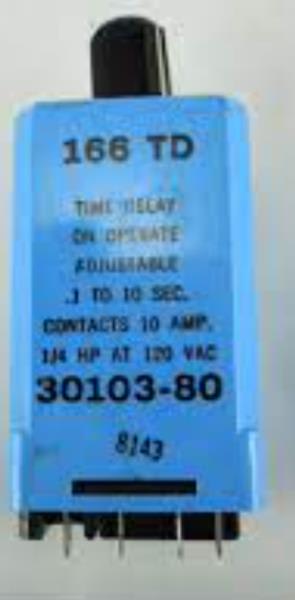 166 TD
TIME DELAY
ON OPERATE
ADJUSTABLE
.1 TO 10 SEC.
CONTACTS 10 AMP.
1/4 HP AT 120 VAC
30103-80
8143